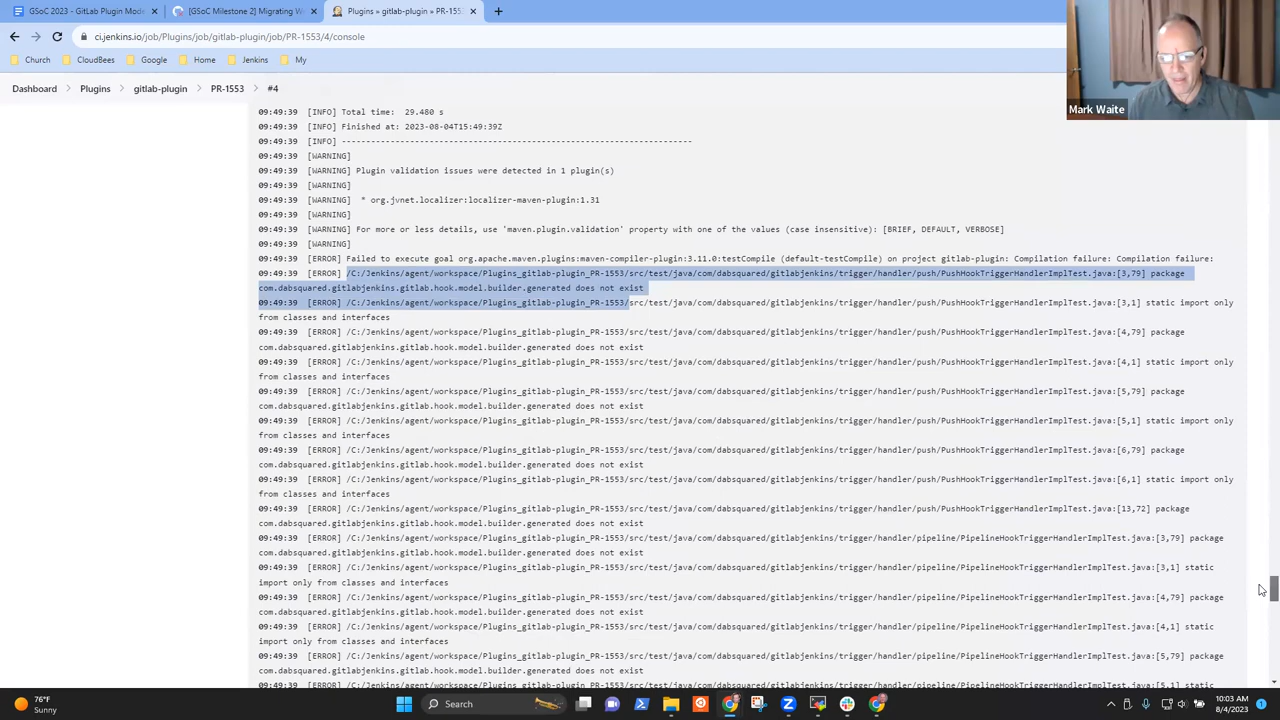 GSoC 2023 - GitLab Plugin Mode
[GSoC Milestone 2] Migrating W
Plugins » gitlab-plugin » PR-155
ci.jenkins.io/job/Plugins/job/gitlab-plugin/job/PR-1553/4/console
Church
CloudBees
Google
Home
Jenkins
My
Mark Waite
Dashboard > Plugins > gitlab-plugin > PR-1553 > #4
09:49:39 [INFO] Total time: 29.480 s
09:49:39 [INFO] Finished at: 2023-08-04T15:49:39Z
09:49:39 [INFO] ------------------------------------------------------------------------
09:49:39 [WARNING]
09:49:39 [WARNING] Plugin validation issues were detected in 1 plugin(s)
09:49:39 [WARNING]
09:49:39 [WARNING] * org.jvnet.localizer:localizer-maven-plugin:1.31
09:49:39 [WARNING]
09:49:39 [WARNING] For more or less details, use 'maven.plugin.validation' property with one of the values (case insensitive): [BRIEF, DEFAULT, VERBOSE]
09:49:39 [WARNING]
09:49:39 [ERROR] Failed to execute goal org.apache.maven.plugins:maven-compiler-plugin:3.11.0:testCompile (default-testCompile) on project gitlab-plugin: Compilation failure: Compilation failure:
09:49:39 [ERROR] /C:/Jenkins/agent/workspace/Plugins_gitlab-plugin_PR-1553/src/test/java/com/dabsquared/gitlabjenkins/trigger/handler/push/PushHookTriggerHandlerImplTest.java:[3,79] package
com.dabsquared.gitlabjenkins.gitlab.hook.model.builder.generated does not exist
09:49:39 [ERROR] /C:/Jenkins/agent/workspace/Plugins_gitlab-plugin_PR-1553/src/test/java/com/dabsquared/gitlabjenkins/trigger/handler/push/PushHookTriggerHandlerImplTest.java:[3,1] static import only
from classes and interfaces
09:49:39 [ERROR] /C:/Jenkins/agent/workspace/Plugins_gitlab-plugin_PR-1553/src/test/java/com/dabsquared/gitlabjenkins/trigger/handler/push/PushHookTriggerHandlerImplTest.java:[4,79] package
com.dabsquared.gitlabjenkins.gitlab.hook.model.builder.generated does not exist
09:49:39 [ERROR] /C:/Jenkins/agent/workspace/Plugins_gitlab-plugin_PR-1553/src/test/java/com/dabsquared/gitlabjenkins/trigger/handler/push/PushHookTriggerHandlerImplTest.java:[4,1] static import only
from classes and interfaces
09:49:39 [ERROR] /C:/Jenkins/agent/workspace/Plugins_gitlab-plugin_PR-1553/src/test/java/com/dabsquared/gitlabjenkins/trigger/handler/push/PushHookTriggerHandlerImplTest.java:[5,79] package
com.dabsquared.gitlabjenkins.gitlab.hook.model.builder.generated does not exist
09:49:39 [ERROR] /C:/Jenkins/agent/workspace/Plugins_gitlab-plugin_PR-1553/src/test/java/com/dabsquared/gitlabjenkins/trigger/handler/push/PushHookTriggerHandlerImplTest.java:[5,1] static import only
from classes and interfaces
09:49:39 [ERROR] /C:/Jenkins/agent/workspace/Plugins_gitlab-plugin_PR-1553/src/test/java/com/dabsquared/gitlabjenkins/trigger/handler/push/PushHookTriggerHandlerImplTest.java:[6,79] package
com.dabsquared.gitlabjenkins.gitlab.hook.model.builder.generated does not exist
09:49:39 [ERROR] /C:/Jenkins/agent/workspace/Plugins_gitlab-plugin_PR-1553/src/test/java/com/dabsquared/gitlabjenkins/trigger/handler/push/PushHookTriggerHandlerImplTest.java:[6,1] static import only
from classes and interfaces
09:49:39 [ERROR] /C:/Jenkins/agent/workspace/Plugins_gitlab-plugin_PR-1553/src/test/java/com/dabsquared/gitlabjenkins/trigger/handler/push/PushHookTriggerHandlerImplTest.java:[13,72] package
com.dabsquared.gitlabjenkins.gitlab.hook.model.builder.generated does not exist
09:49:39 [ERROR] /C:/Jenkins/agent/workspace/Plugins_gitlab-plugin_PR-1553/src/test/java/com/dabsquared/gitlabjenkins/trigger/handler/pipeline/PipelineHookTriggerHandlerImplTest.java:[3,79] package
com.dabsquared.gitlabjenkins.gitlab.hook.model.builder.generated does not exist
09:49:39 [ERROR] /C:/Jenkins/agent/workspace/Plugins_gitlab-plugin_PR-1553/src/test/java/com/dabsquared/gitlabjenkins/trigger/handler/pipeline/PipelineHookTriggerHandlerImplTest.java:[3,1] static
import only from classes and interfaces
09:49:39 [ERROR] /C:/Jenkins/agent/workspace/Plugins_gitlab-plugin_PR-1553/src/test/java/com/dabsquared/gitlabjenkins/trigger/handler/pipeline/PipelineHookTriggerHandlerImplTest.java:[4,79] package
com.dabsquared.gitlabjenkins.gitlab.hook.model.builder.generated does not exist
09:49:39 [ERROR] /C:/Jenkins/agent/workspace/Plugins_gitlab-plugin_PR-1553/src/test/java/com/dabsquared/gitlabjenkins/trigger/handler/pipeline/PipelineHookTriggerHandlerImplTest.java:[4,1] static
import only from classes and interfaces
09:49:39 [ERROR] /C:/Jenkins/agent/workspace/Plugins_gitlab-plugin_PR-1553/src/test/java/com/dabsquared/gitlabjenkins/trigger/handler/pipeline/PipelineHookTriggerHandlerImplTest.java:[5,79] package
com.dabsquared.gitlabjenkins.gitlab.hook.model.builder.generated does not exist
09:49:39 [ERROR] /C:/Jenkins/agent/workspace/Plugins_gitlab-plugin_PR-1553/src/test/java/com/dabsquared/gitlabjenkins/trigger/handler/pipeline/PipelineHookTriggerHandlerImplTest.java:[5,1] static
76°F
Sunny
Search
10:03 AM
8/4/2023